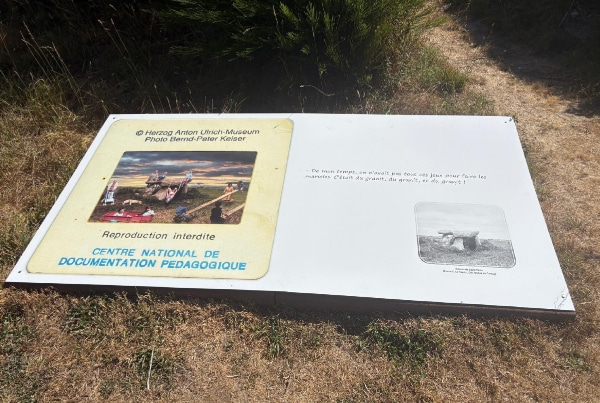 © Herzog Anton Ulrich-Museum
Photo Bernd-Peter Keiser
Reproduction interdite
CENTRE NATIONAL DE
DOCUMENTATION PEDAGOGIQUE
- De mon temps, on n'avait pas tous ces jeux pour faire les
marioles. C'était du granit, du granit, et du granit !